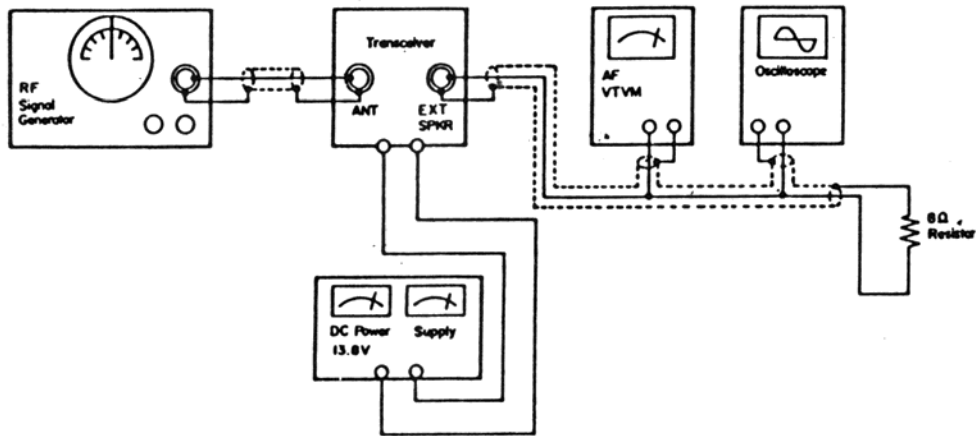 RF
Signal
Generator
Transceiver
ANT
EXT
SPKR
AF
VTVM
Oscilloscope
8Ω
Resistor
DC Power Supply
13.8V